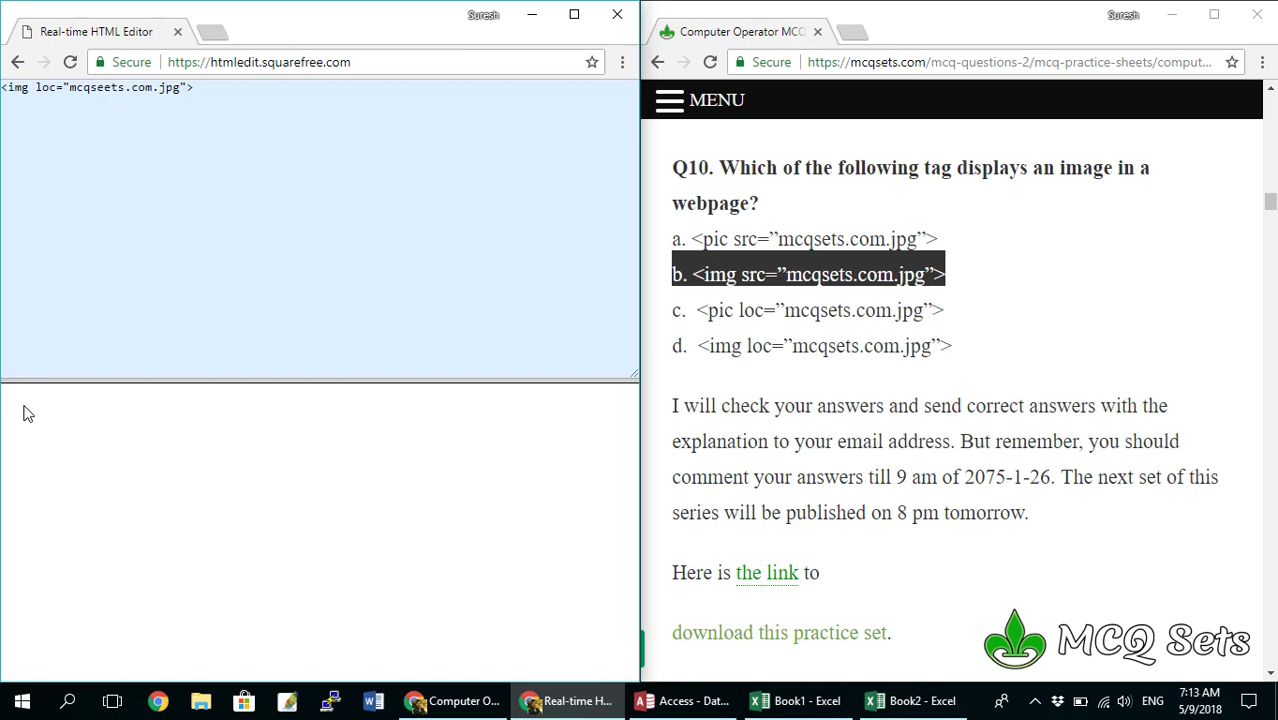 Suresh
Real-time HTML Editor
Secure https://htmledit.squarefree.com
<img loc="mcqseets.com.jpg">
Suresh
Computer Operator MCQ
Secure https://mcqsets.com/mcq-questions-2/mcq-practice-sheets/comput...
MENU
Q10. Which of the following tag displays an image in a
webpage?
a. <pic src=”mcqsets.com.jpg”>
b. <img src=”mcqsets.com.jpg”>
c. <pic loc=”mcqsets.com.jpg”>
d. <img loc=”mcqsets.com.jpg”>
I will check your answers and send correct answers with the
explanation to your email address. But remember, you should
comment your answers till 9 am of 2075-1-26. The next set of this
series will be published on 8 pm tomorrow.
Here is the link to
download this practice set.
MCQ Sets
Computer O...
Real-time H...
Access - Dat...
Book1 - Excel
Book2 - Excel
ENG
7:13 AM
5/9/2018